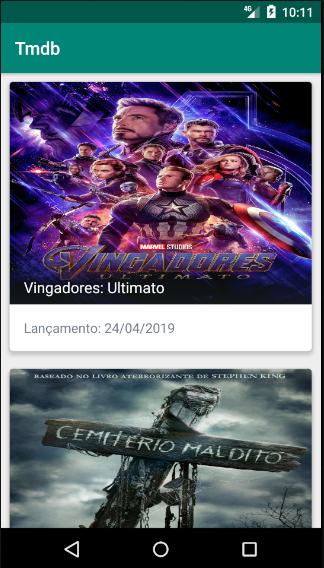 4G 10:11
Tmdb
MARVEL STUDIOS
VINGADORES
ULTIMATO
Vingadores: Ultimato
Lançamento: 24/04/2019
BASEADO NO LIVRO ATERRORIZANTE DE STEPHEN KING
CEMITÉRIO MALDITO